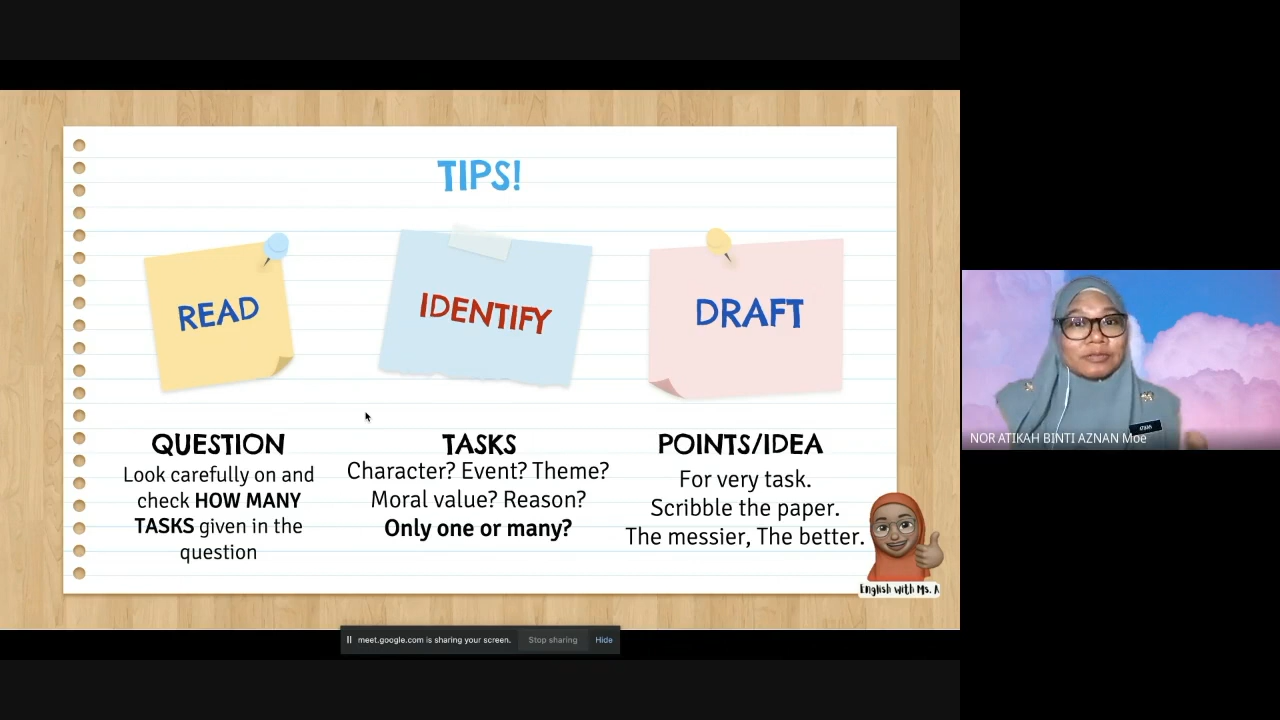 TIPS!
READ
IDENTIFY
DRAFT
QUESTION
Look carefully on and
check HOW MANY
TASKS given in the
question
TASKS
Character? Event? Theme?
Moral value? Reason?
Only one or many?
POINTS/IDEA
For very task.
Scribble the paper.
The messier, The better.
English with Ms. A
meet.google.com is sharing your screen.
Stop sharing
Hide
NOR ATIKAH BINTI AZNAN Moe